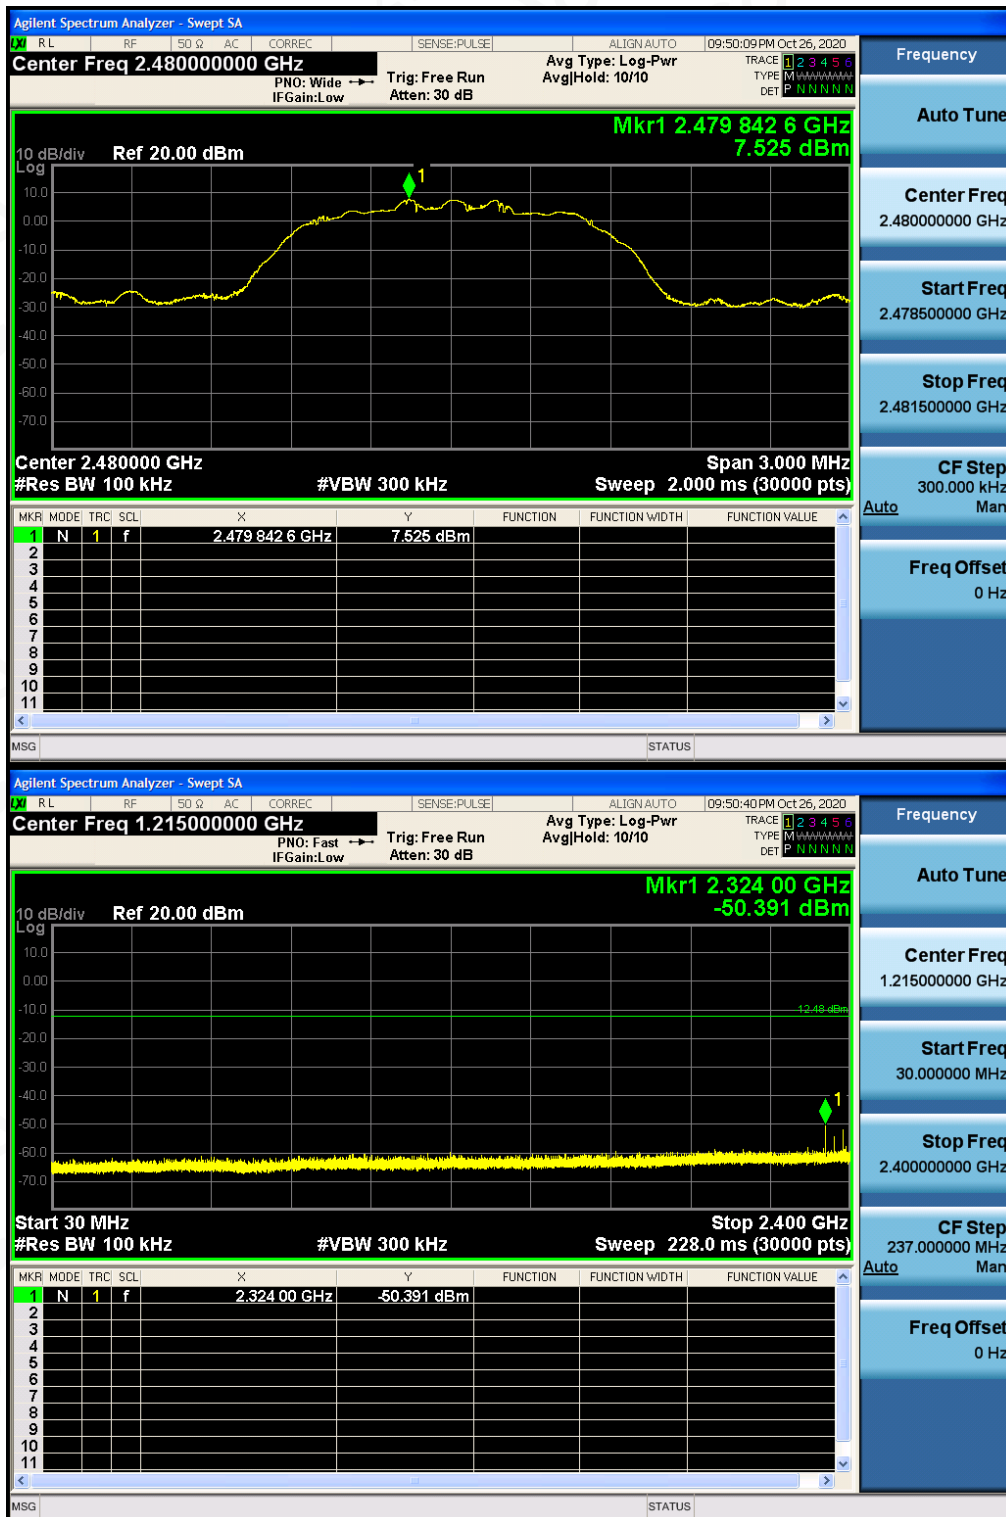 Agilent Spectrum Analyzer - Swept SA
LXI RL RF 50 Ω AC CORREC SENSE:PULSE ALIGN AUTO 09:50:09 PM Oct 26, 2020
Center Freq 2.480000000 GHz
PNO: Wide
IFGain:Low
Trig: Free Run
Atten: 30 dB
Avg Type: Log-Pwr
Avg|Hold: 10/10
TRACE 1 2 3 4 5 6
TYPE M
DET P N N N N N
Mkr1 2.479 842 6 GHz
7.525 dBm
10 dB/div Ref 20.00 dBm
Log
10.0
0.00
-10.0
-20.0
-30.0
-40.0
-50.0
-60.0
-70.0
1
Center 2.480000 GHz Span 3.000 MHz
#Res BW 100 kHz #VBW 300 kHz Sweep 2.000 ms (30000 pts)
MKR MODE TRC SCL X Y FUNCTION FUNCTION WIDTH FUNCTION VALUE
1 N 1 f 2.479 842 6 GHz 7.525 dBm
2
3
4
5
6
7
8
9
10
11
MSG STATUS
Frequency
Auto Tune
Center Freq
2.480000000 GHz
Start Freq
2.478500000 GHz
Stop Freq
2.481500000 GHz
CF Step
300.000 kHz
Auto Man
Freq Offset
0 Hz
Agilent Spectrum Analyzer - Swept SA
LXI RL RF 50 Ω AC CORREC SENSE:PULSE ALIGN AUTO 09:50:40 PM Oct 26, 2020
Center Freq 1.215000000 GHz
PNO: Fast
IFGain:Low
Trig: Free Run
Atten: 30 dB
Avg Type: Log-Pwr
Avg|Hold: 10/10
TRACE 1 2 3 4 5 6
TYPE M
DET P N N N N N
Mkr1 2.324 00 GHz
-50.391 dBm
10 dB/div Ref 20.00 dBm
Log
10.0
0.00
-10.0
-20.0
-30.0
-40.0
-50.0
-60.0
-70.0
-12.48 dBm
1
Start 30 MHz Stop 2.400 GHz
#Res BW 100 kHz #VBW 300 kHz Sweep 228.0 ms (30000 pts)
MKR MODE TRC SCL X Y FUNCTION FUNCTION WIDTH FUNCTION VALUE
1 N 1 f 2.324 00 GHz -50.391 dBm
2
3
4
5
6
7
8
9
10
11
MSG STATUS
Frequency
Auto Tune
Center Freq
1.215000000 GHz
Start Freq
30.000000 MHz
Stop Freq
2.400000000 GHz
CF Step
237.000000 MHz
Auto Man
Freq Offset
0 Hz